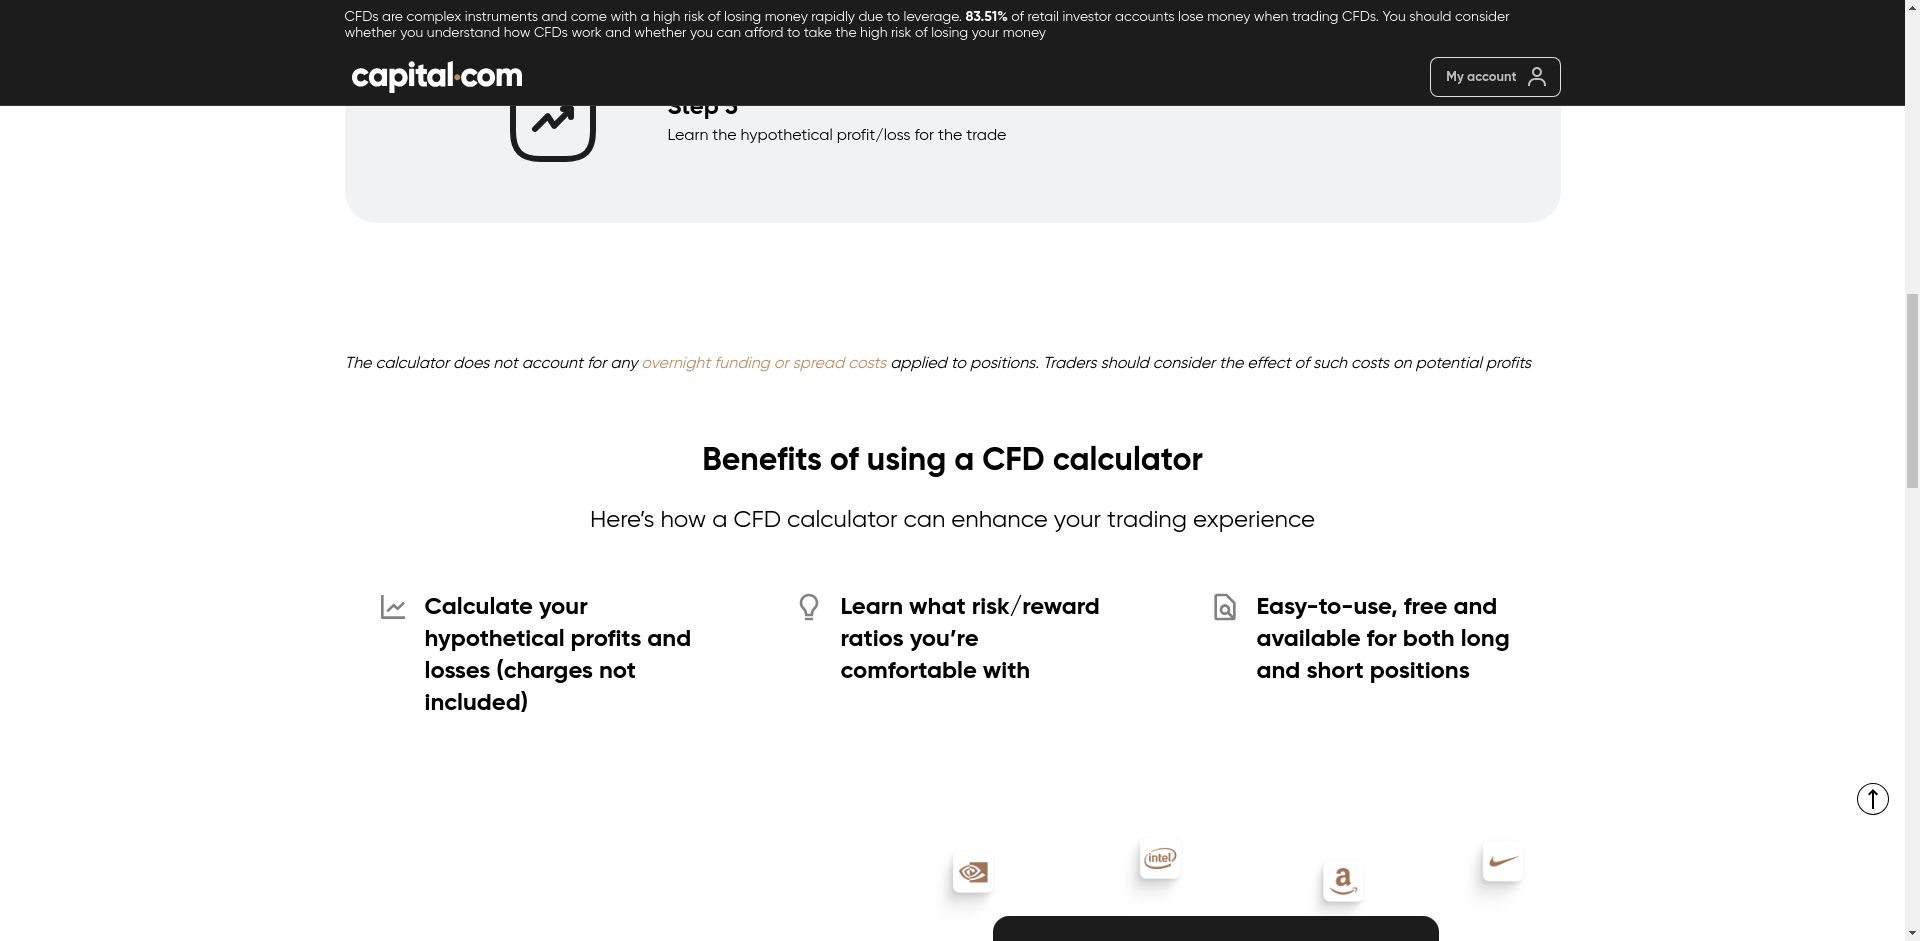 CFDs are complex instruments and come with a high risk of losing money rapidly due to leverage. 83.51% of retail investor accounts lose money when trading CFDs. You should consider
whether you understand how CFDs work and whether you can afford to take the high risk of losing your money
capital.com
My account
Step 3
Learn the hypothetical profit/loss for the trade
The calculator does not account for any overnight funding or spread costs applied to positions. Traders should consider the effect of such costs on potential profits
Benefits of using a CFD calculator
Here’s how a CFD calculator can enhance your trading experience
Calculate your
hypothetical profits and
losses (charges not
included)
Learn what risk/reward
ratios you’re
comfortable with
Easy-to-use, free and
available for both long
and short positions
intel
a